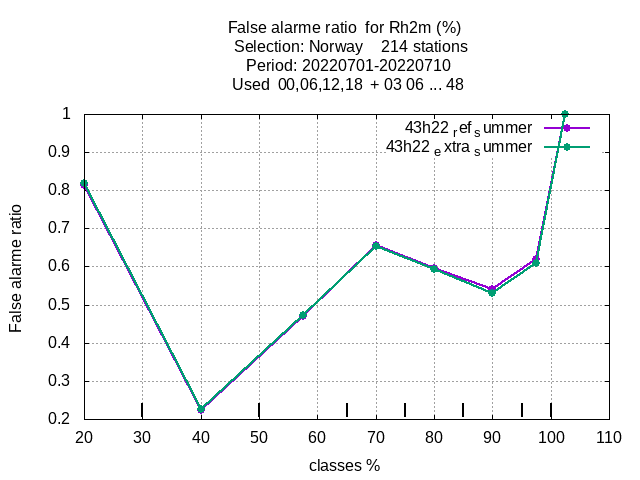 False alarme ratio  for Rh2m (%)
Selection: Norway    214 stations
Period: 20220701-20220710
Used  00,06,12,18  + 03 06 ... 48
43h22 ref summer
43h22 extra summer
1
0.9
0.8
0.7
0.6
0.5
0.4
0.3
0.2
False alarme ratio
20 30 40 50 60 70 80 90 100 110
classes %